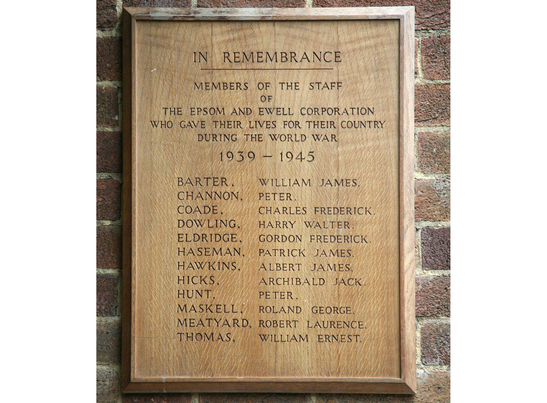 IN REMEMBRANCE
MEMBERS OF THE STAFF
OF
THE EPSOM AND EWELL CORPORATION
WHO GAVE THEIR LIVES FOR THEIR COUNTRY
DURING THE WORLD WAR
1939 – 1945
BARTER, WILLIAM JAMES.
CHANNON, PETER.
COADE, CHARLES FREDERICK.
DOWLING, HARRY WALTER.
ELDRIDGE, GORDON FREDERICK.
HASEMAN, PATRICK JAMES.
HAWKINS, ALBERT JAMES.
HICKS, ARCHIBALD JACK.
HUNT, PETER.
MASKELL, ROLAND GEORGE.
MEATYARD, ROBERT LAURENCE.
THOMAS, WILLIAM ERNEST.